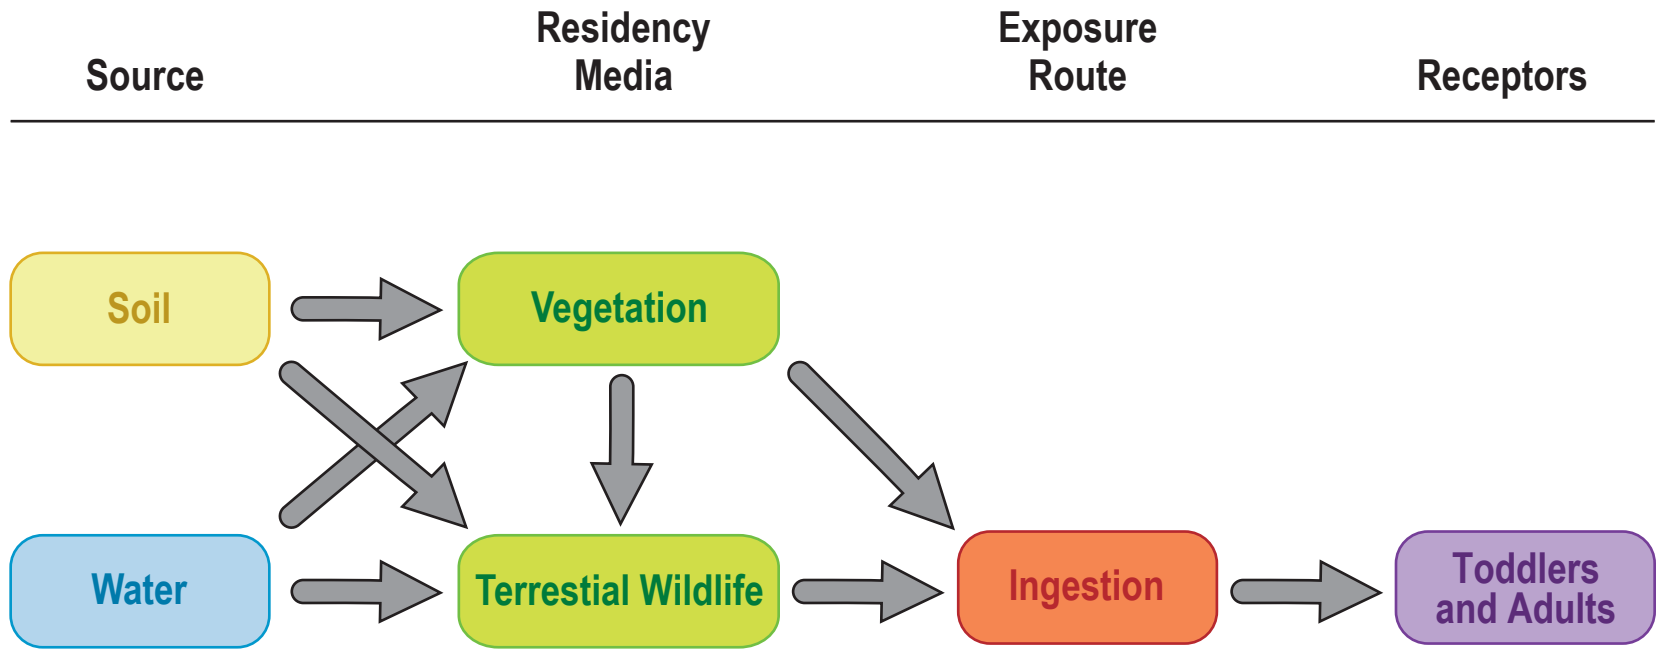 Source
Residency
Media
Exposure
Route
Receptors
Soil
Vegetation
Water
Terrestial Wildlife
Ingestion
Toddlers
and Adults